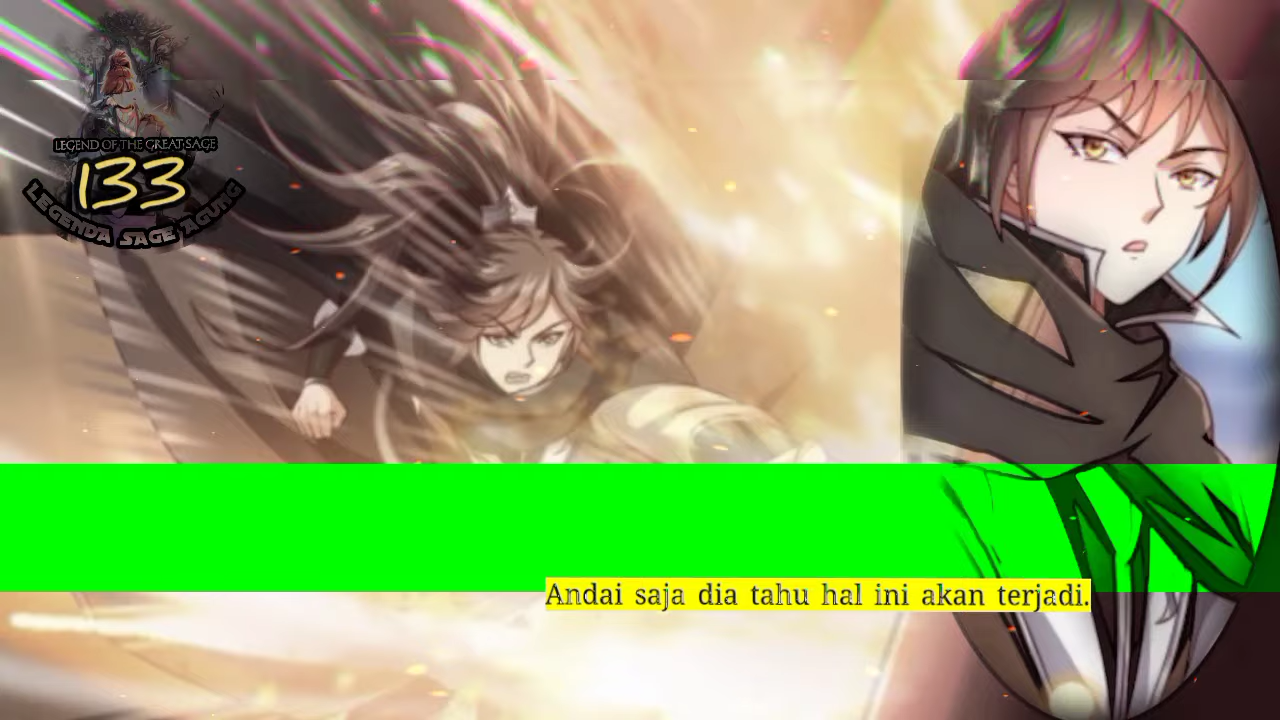 LEGEND OF THE GREAT SAGE
133
LEGENDA SAGE AGUNG
Andai saja dia tahu hal ini akan terjadi.